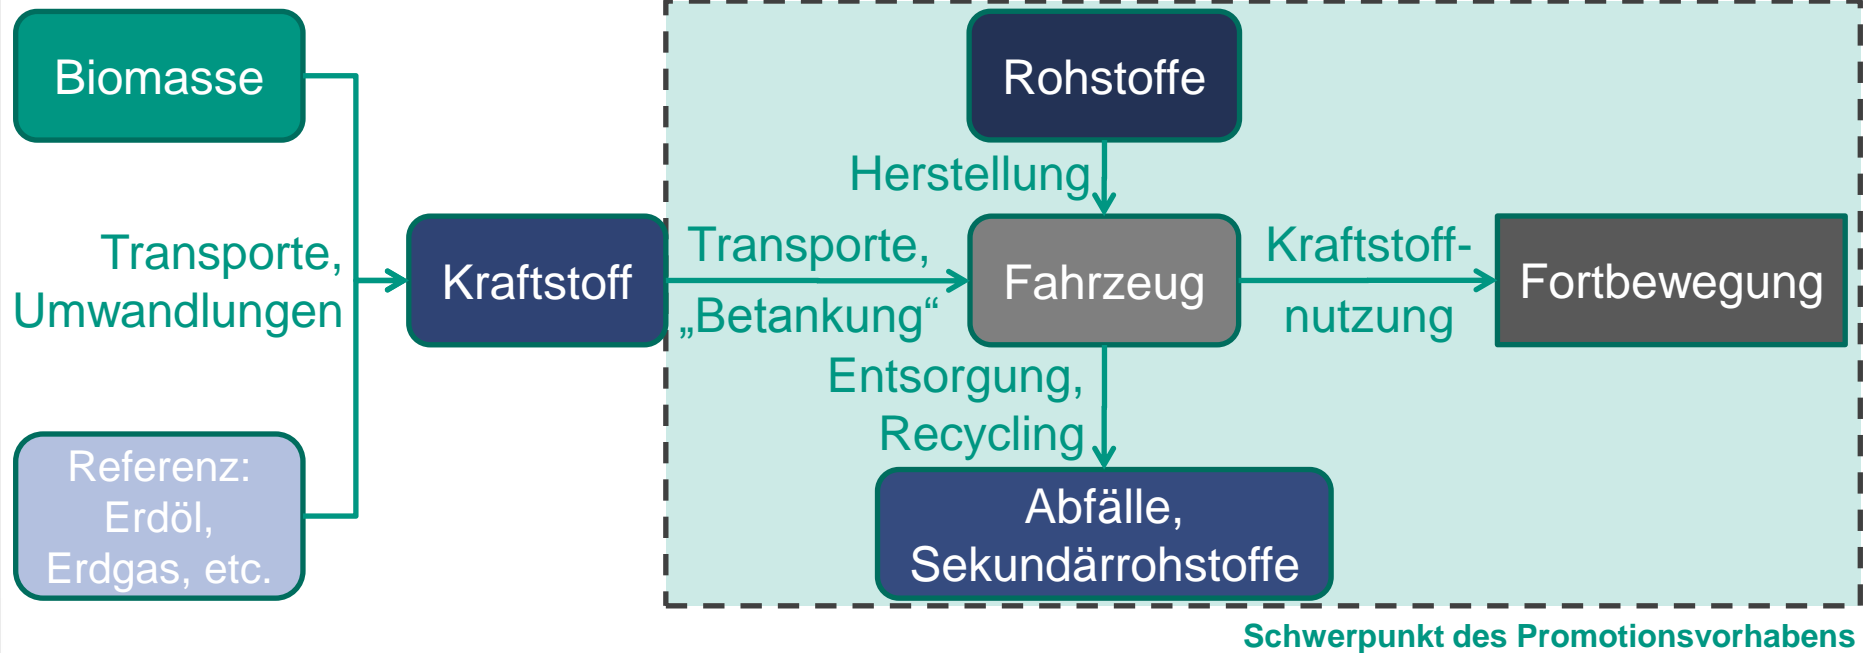 Biomasse
Rohstoffe
Herstellung
Transporte,
Umwandlungen
Kraftstoff
Transporte,
„Betankung“
Fahrzeug
Kraftstoff-
nutzung
Fortbewegung
Entsorgung,
Recycling
Referenz:
Erdöl,
Erdgas, etc.
Abfälle,
Sekundärrohstoffe
Schwerpunkt des Promotionsvorhabens